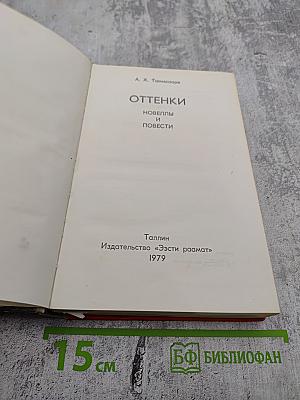 А. Х. Таммсааре
ОТТЕНКИ
НОВЕЛЛЫ
И
ПОВЕСТИ
Таллин
Издательство «Ээсти раамат»
1979
15 см
БФ БИБЛИОФАН